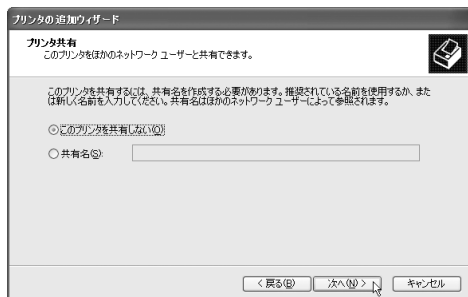 プリンタの追加ウィザード
プリンタ共有
このプリンタをほかのネットワーク ユーザーと共有できます。
このプリンタを共有するには、共有名を作成する必要があります。推奨されている名前を使用するか、また
は新しく名前を入力してください。共有名はほかのネットワーク ユーザーによって参照されます。
このプリンタを共有しない(O)
共有名(S):
< 戻る(B) 次へ(N) > キャンセル